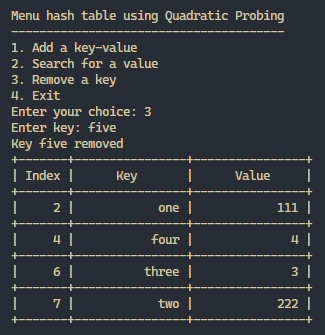 Menu hash table using Quadratic Probing
---------------------------------------
1. Add a key-value
2. Search for a value
3. Remove a key
4. Exit
Enter your choice: 3
Enter key: five
Key five removed
+-------+----------------+----------------+
| Index | Key | Value |
+-------+----------------+----------------+
| 2 | one | 111 |
+-------+----------------+----------------+
| 4 | four | 4 |
+-------+----------------+----------------+
| 6 | three | 3 |
+-------+----------------+----------------+
| 7 | two | 222 |
+-------+----------------+----------------+